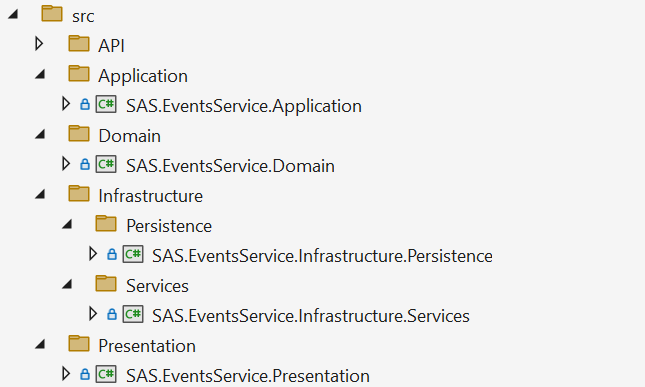 src
API
Application
C# SAS.EventsService.Application
Domain
C# SAS.EventsService.Domain
Infrastructure
Persistence
C# SAS.EventsService.Infrastructure.Persistence
Services
C# SAS.EventsService.Infrastructure.Services
Presentation
C# SAS.EventsService.Presentation